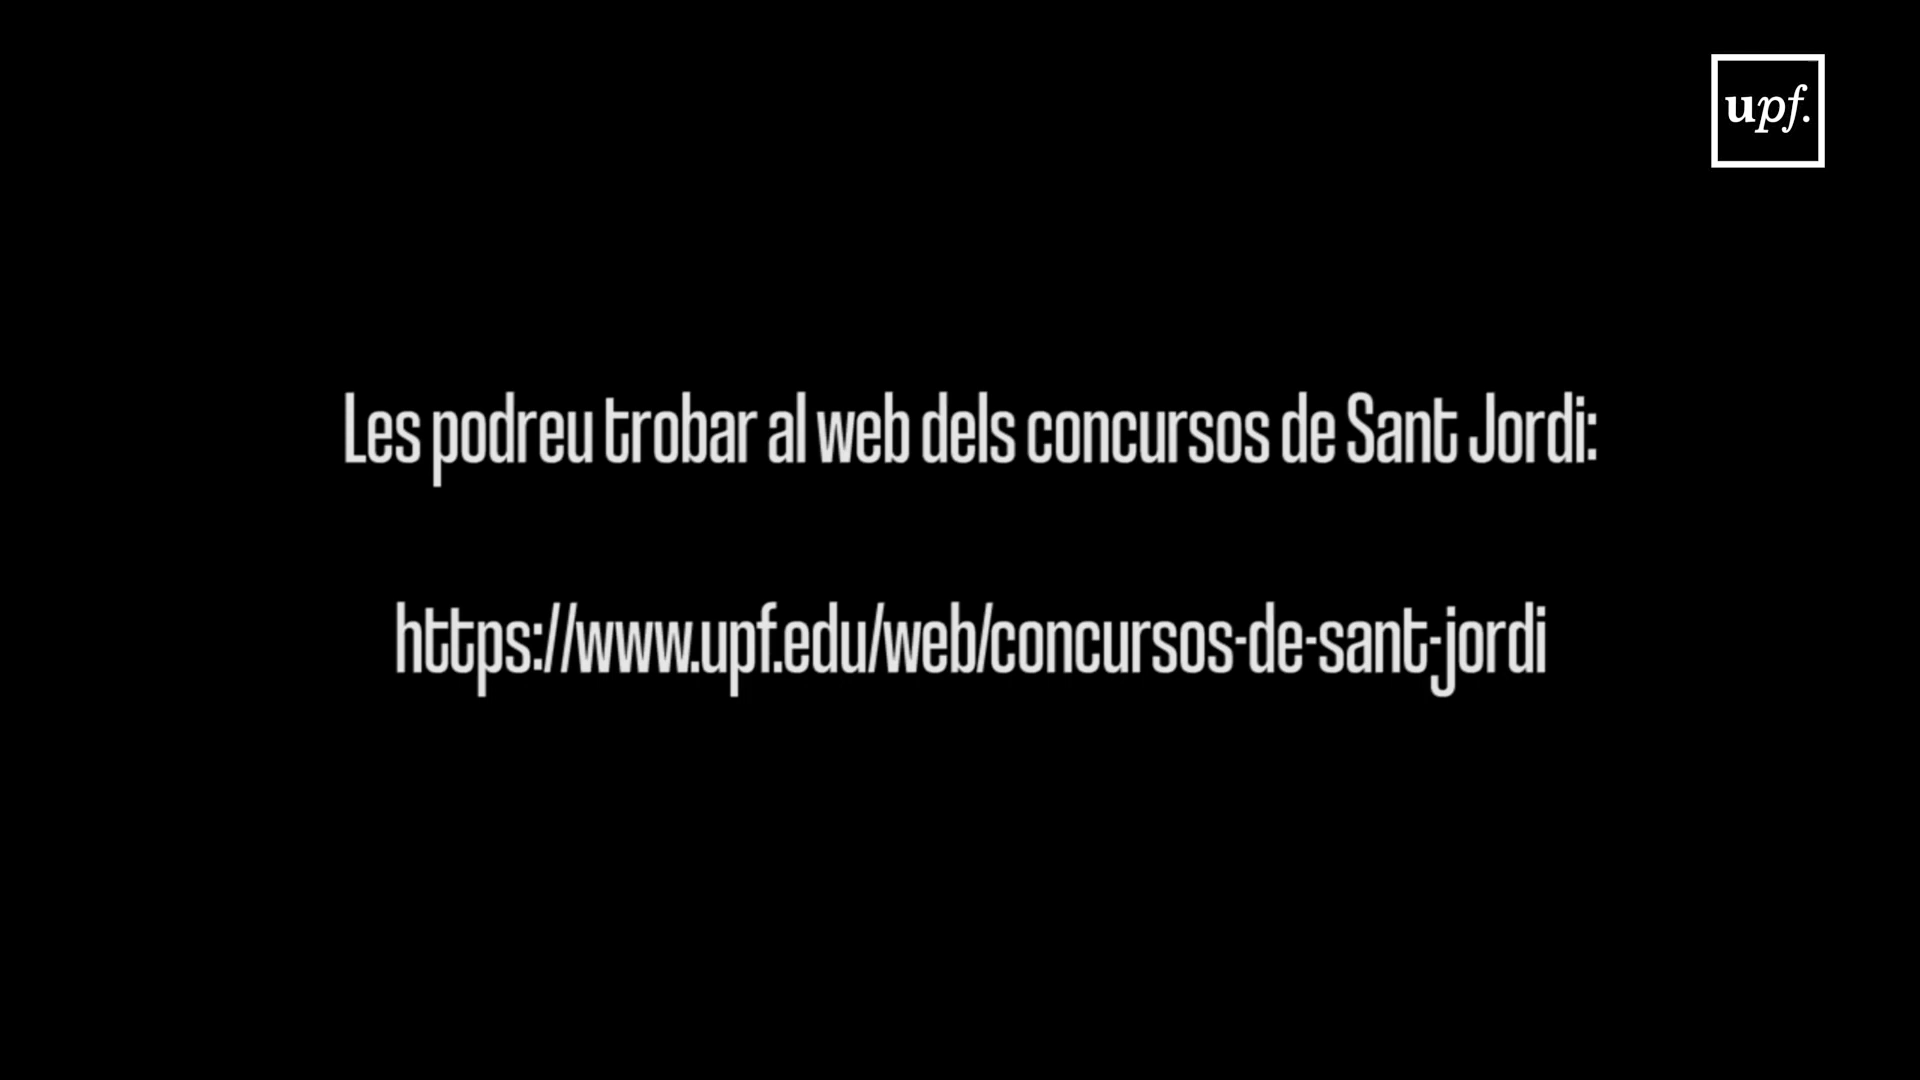 upf.
Les podreu trobar al web dels concursos de Sant Jordi:
https://www.upf.edu/web/concursos-de-sant-jordi